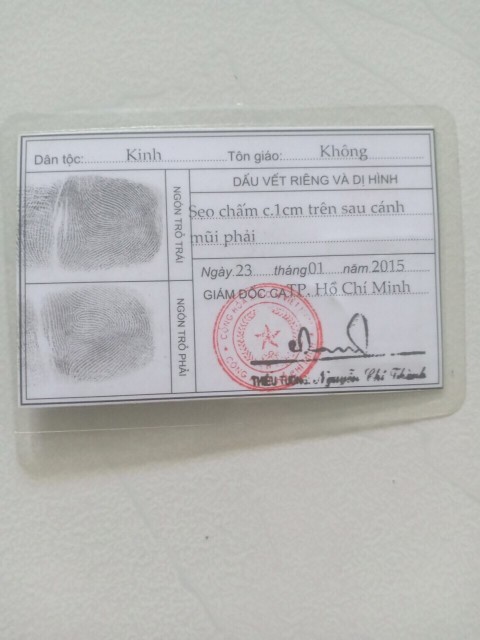 Dân tộc: Kinh Tôn giáo: Không
DẤU VẾT RIÊNG VÀ DỊ HÌNH
Sẹo chấm c.1cm trên sau cánh
mũi phải
NGÓN TRỎ TRÁI
Ngày 23 tháng 01 năm 2015
GIÁM ĐỐC CA TP. Hồ Chí Minh
NGÓN TRỎ PHẢI
THIẾU TƯỚNG Nguyễn Chí Thành